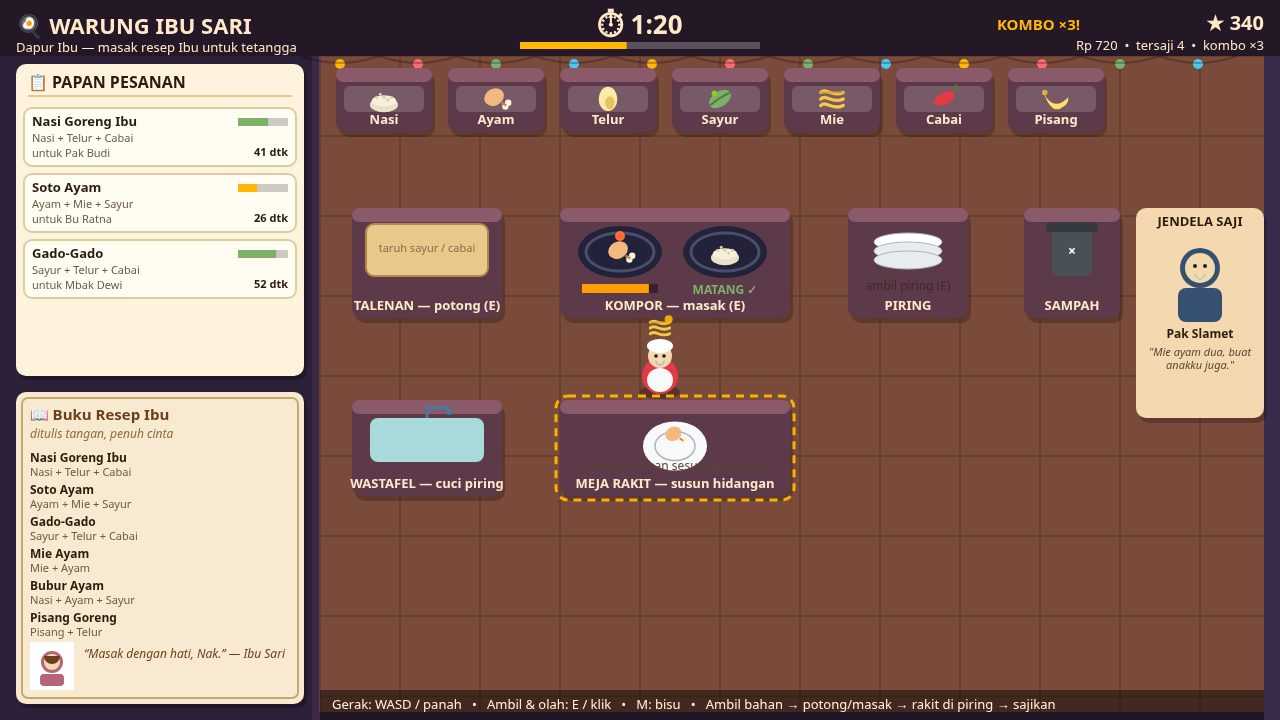 WARUNG IBU SARI
Dapur Ibu — masak resep Ibu untuk tetangga
1:20
KOMBO ×3!
★ 340
Rp 720 • tersaji 4 • kombo ×3
PAPAN PESANAN
Nasi Goreng Ibu
Nasi + Telur + Cabai
untuk Pak Budi
41 dtk
Soto Ayam
Ayam + Mie + Sayur
untuk Bu Ratna
26 dtk
Gado-Gado
Sayur + Telur + Cabai
untuk Mbak Dewi
52 dtk
Buku Resep Ibu
ditulis tangan, penuh cinta
Nasi Goreng Ibu
Nasi + Telur + Cabai
Soto Ayam
Ayam + Mie + Sayur
Gado-Gado
Sayur + Telur + Cabai
Mie Ayam
Mie + Ayam
Bubur Ayam
Nasi + Ayam + Sayur
Pisang Goreng
Pisang + Telur
“Masak dengan hati, Nak.” — Ibu Sari
Nasi
Ayam
Telur
Sayur
Mie
Cabai
Pisang
taruh sayur / cabai
TALENAN — potong (E)
MATANG ✓
KOMPOR — masak (E)
ambil piring (E)
PIRING
×
SAMPAH
JENDELA SAJI
Pak Slamet
"Mie ayam dua, buat
anakku juga."
WASTAFEL — cuci piring
MEJA RAKIT — susun hidangan
Gerak: WASD / panah • Ambil & olah: E / klik • M: bisu • Ambil bahan → potong/masak → rakit di piring → sajikan